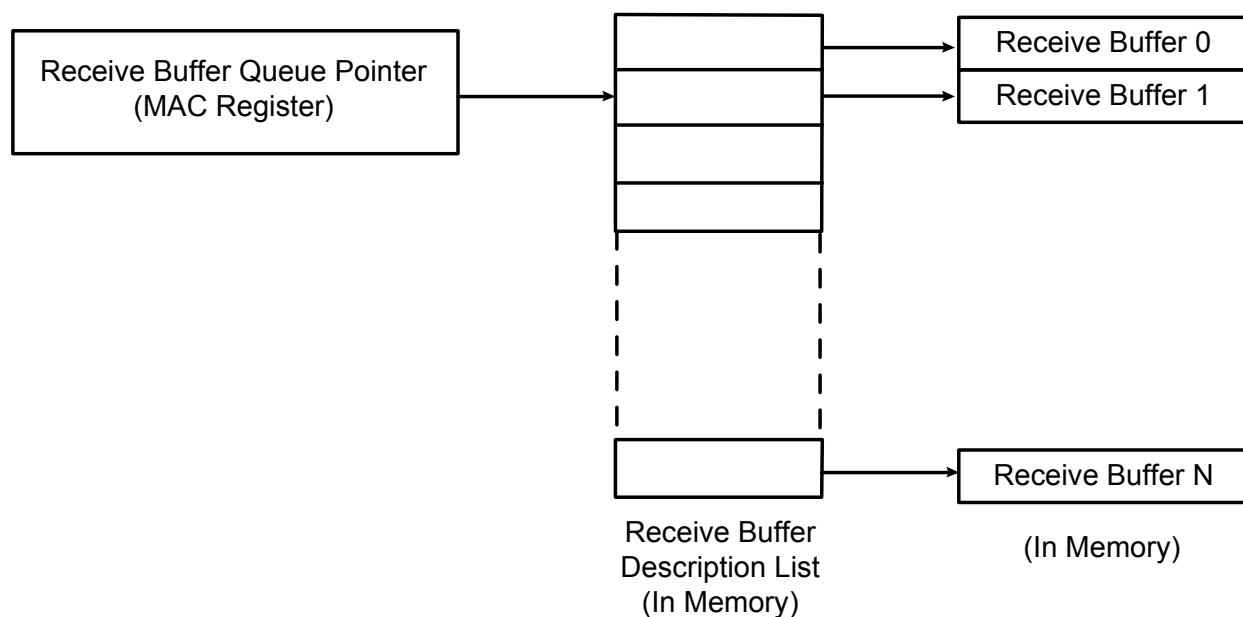 Receive Buffer Queue Pointer
(MAC Register)
Receive Buffer 0
Receive Buffer 1
Receive Buffer N
Receive Buffer
Description List
(In Memory)
(In Memory)